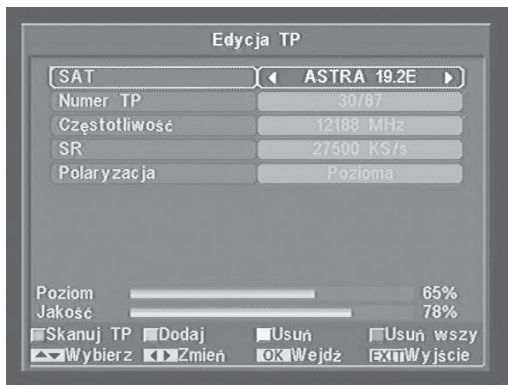 Edycja TP
SAT ASTRA 19.2E
Numer TP 30/87
Częstotliwość 12188 MHz
SR 27500 KS/s
Polaryzacja Pozioma
Poziom 65%
Jakość 78%
Skanuj TP Dodaj Usuń Usuń wszy
Wybierz Zmień OK Wejdź EXIT Wyjście